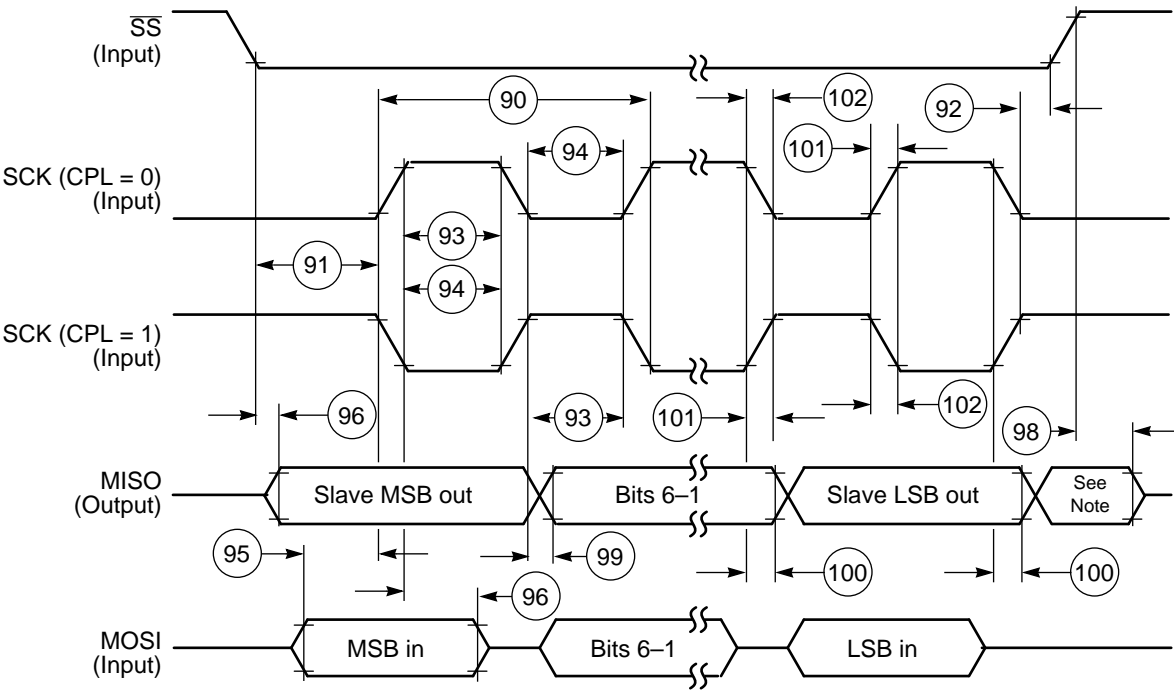 SS
(Input)
90
102
92
101
94
SCK (CPL = 0)
(Input)
93
91
94
SCK (CPL = 1)
(Input)
96
93
101
102
98
MISO
(Output)
Slave MSB out
Bits 6–1
Slave LSB out
See
Note
95
99
100
100
96
MOSI
(Input)
MSB in
Bits 6–1
LSB in